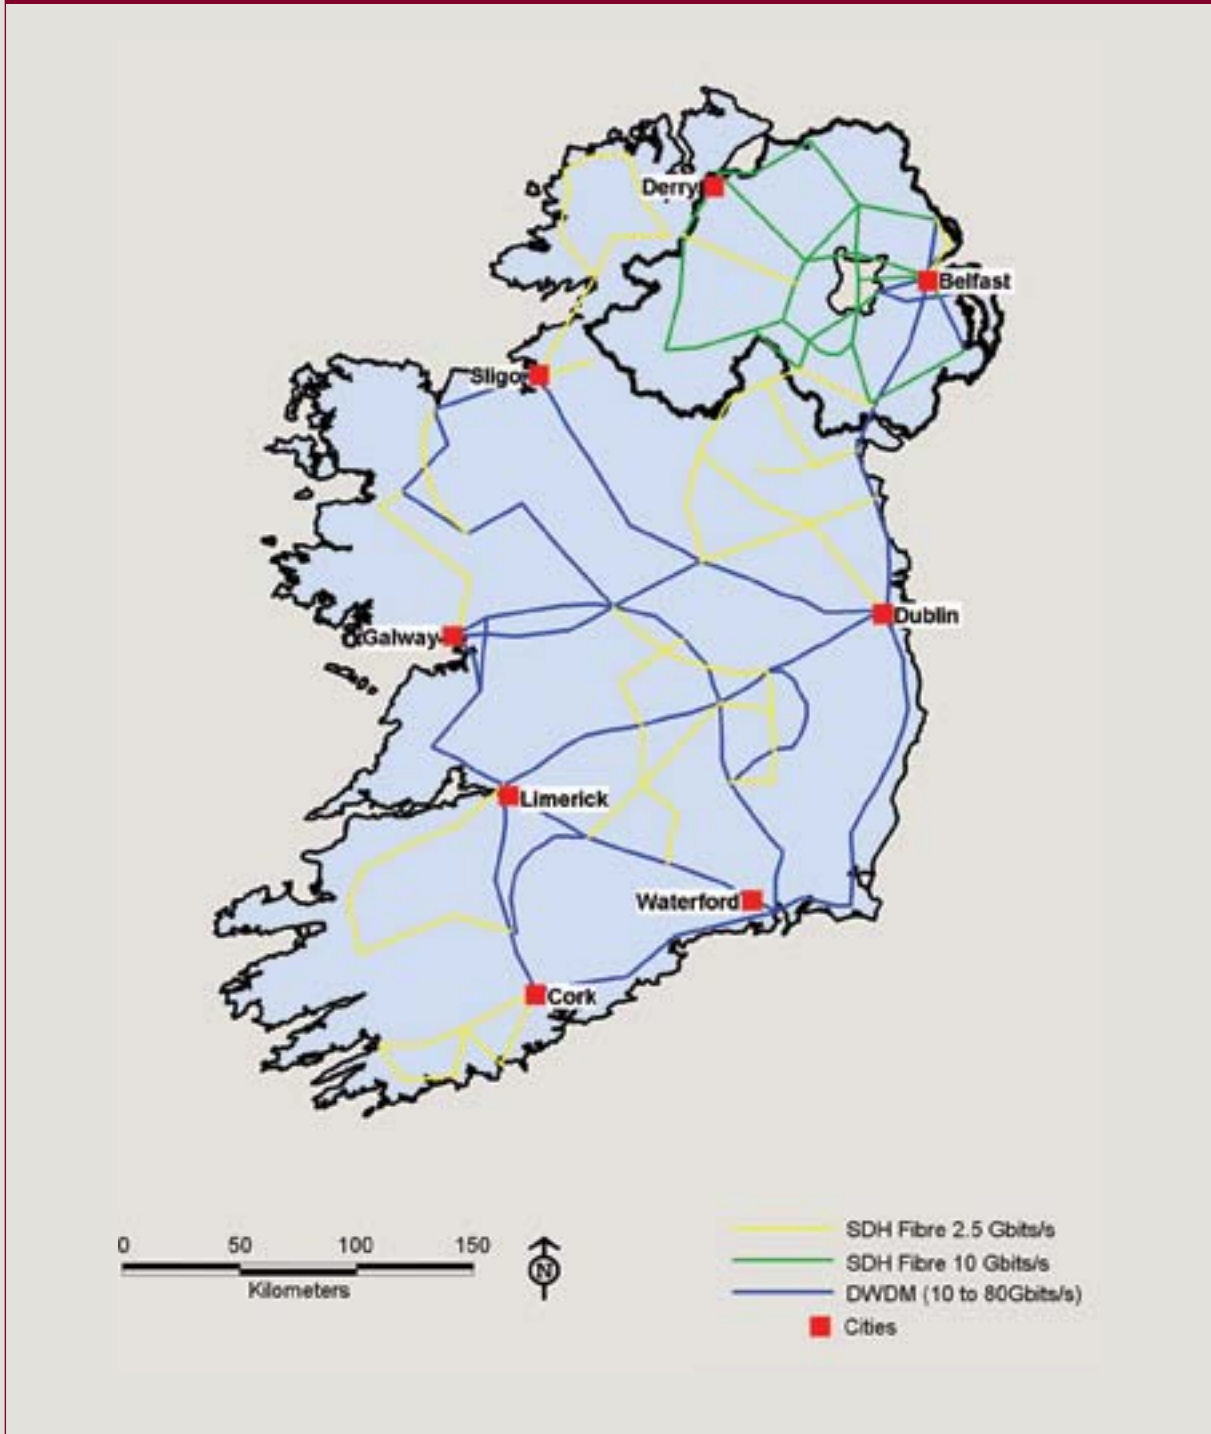 Derry
Belfast
Sligo
Dublin
Galway
Limerick
Waterford
Cork
0 50 100 150
Kilometers
N
SDH Fibre 2.5 Gbits/s
SDH Fibre 10 Gbits/s
DWDM (10 to 80Gbits/s)
Cities